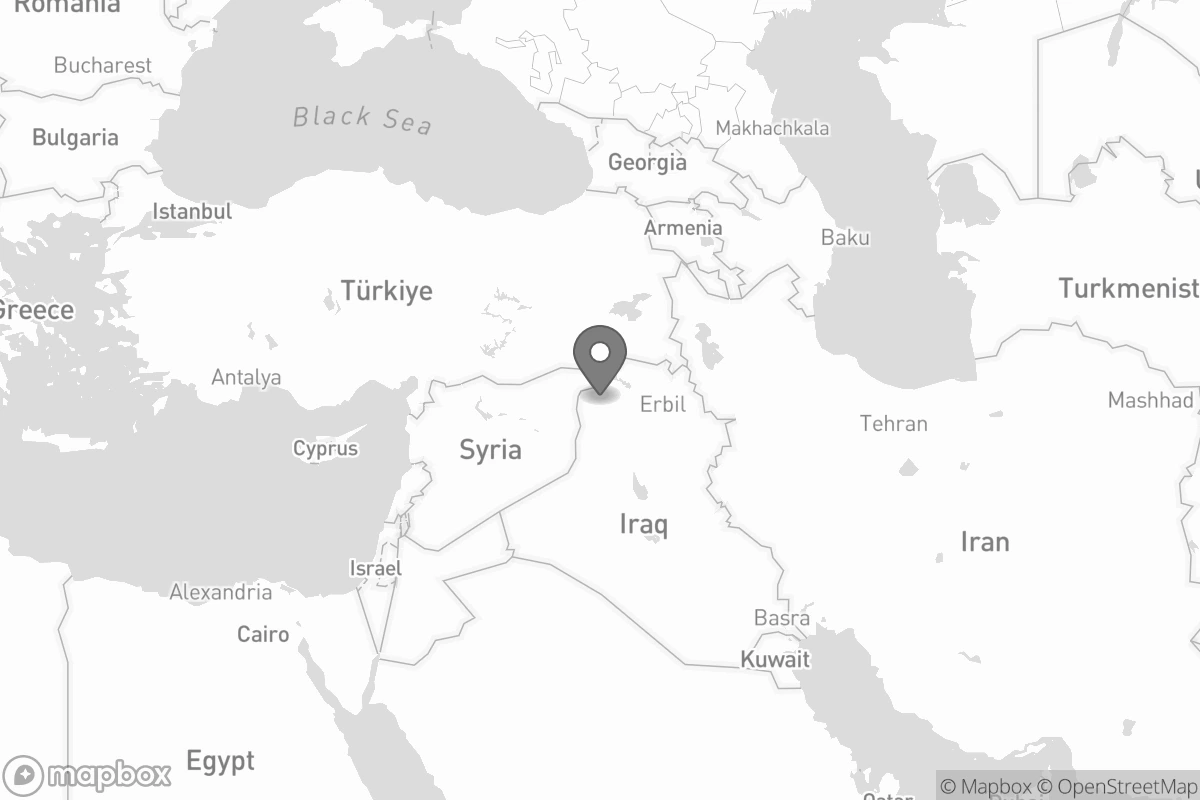 Romania
Bucharest
Black Sea
Makhachkala
Bulgaria
Georgia
Istanbul
Armenia
Baku
Türkiye
Turkmenist
Greece
Antalya
Erbil
Mashhad
Tehran
Cyprus
Syria
Iraq
Iran
Israel
Alexandria
Basra
Cairo
Kuwait
Egypt
mapbox
© Mapbox © OpenStreetMap
Qatar